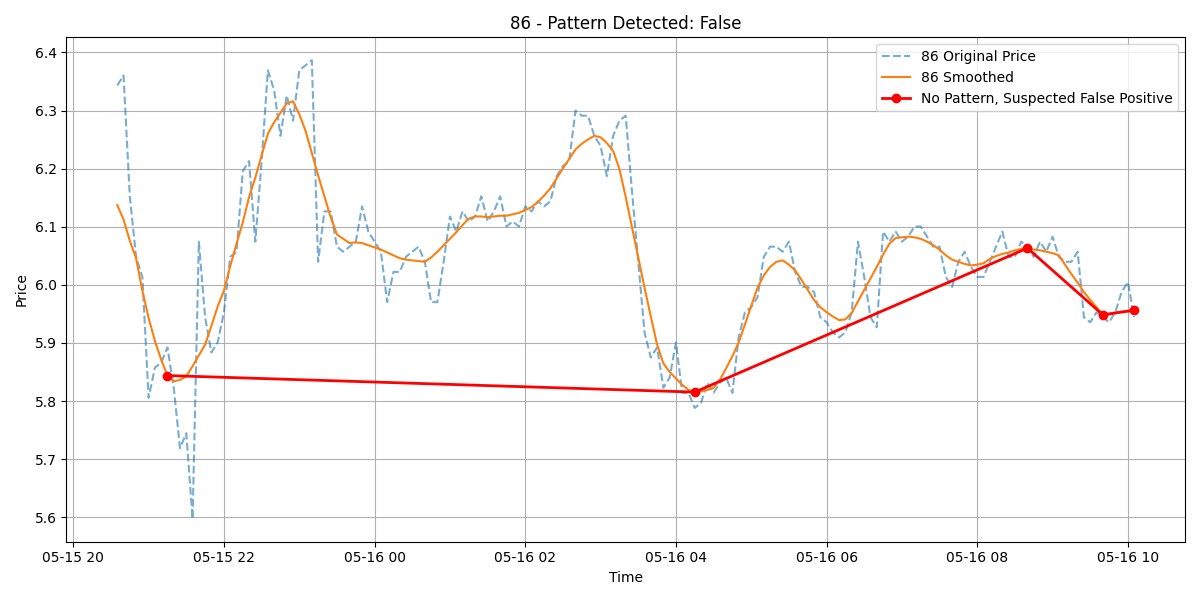 86 - Pattern Detected: False
86 Original Price
86 Smoothed
No Pattern, Suspected False Positive
Price
6.4
6.3
6.2
6.1
6.0
5.9
5.8
5.7
5.6
05-15 20
05-15 22
05-16 00
05-16 02
05-16 04
05-16 06
05-16 08
05-16 10
Time